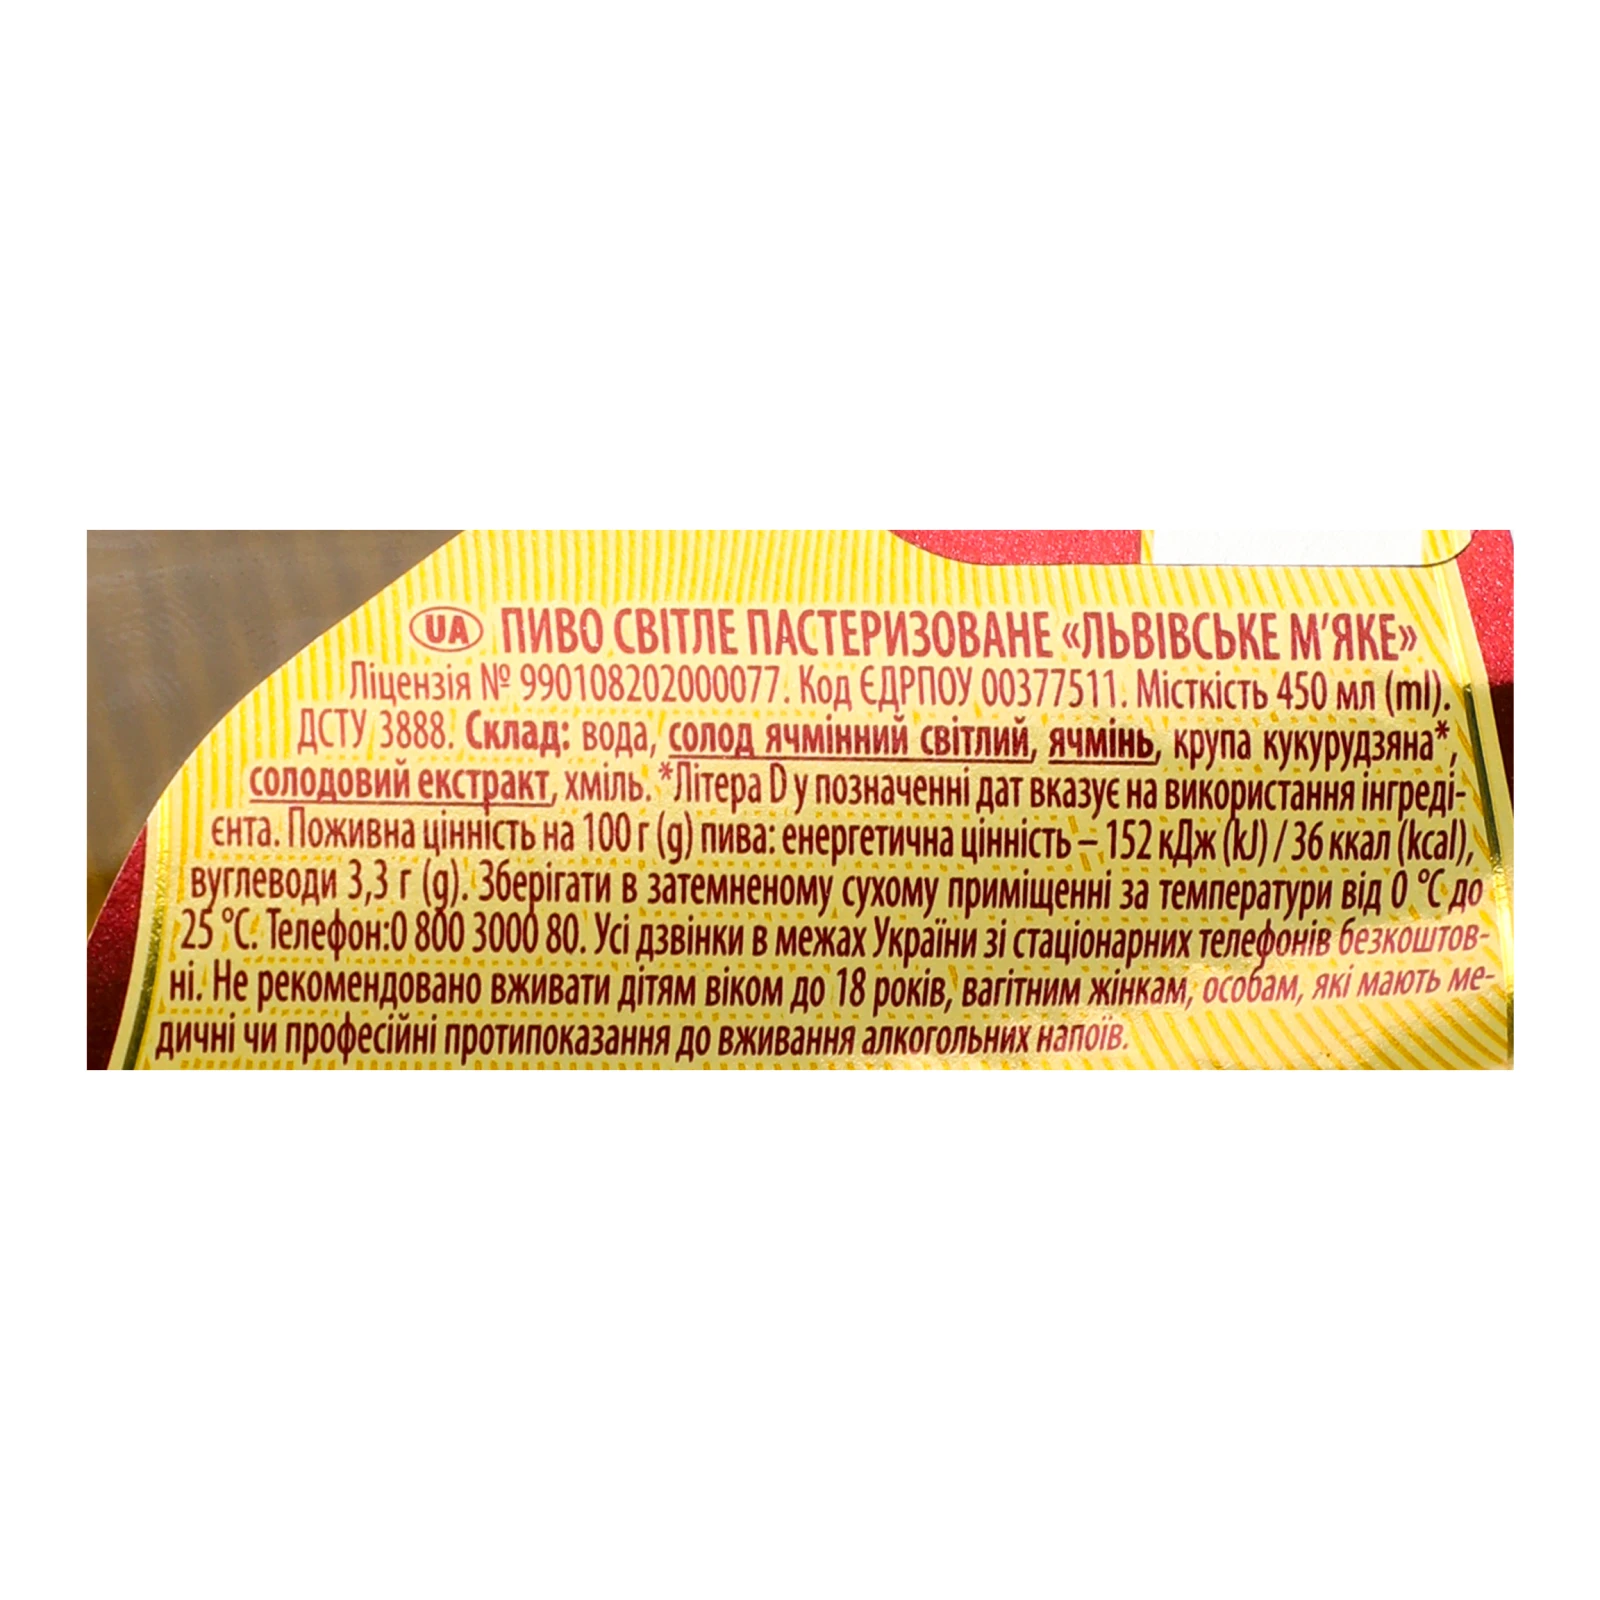 UA ПИВО СВІТЛЕ ПАСТЕРИЗОВАНЕ «ЛЬВІВСЬКЕ М’ЯКЕ»
Ліцензія № 990108202000077. Код ЄДРПОУ 00377511. Місткість 450 мл (ml).
ДСТУ 3888. Склад: вода, солод ячмінний світлий, ячмінь, крупа кукурудзяна*,
солодовий екстракт, хміль. *Літера D у позначенні дат вказує на використання інгреді-
єнта. Поживна цінність на 100 г (g) пива: енергетична цінність – 152 кДж (kJ) / 36 ккал (kcal),
вуглеводи 3,3 г (g). Зберігати в затемненому сухому приміщенні за температури від 0 °С до
25 °С. Телефон:0 800 3000 80. Усі дзвінки в межах України зі стаціонарних телефонів безкоштов-
ні. Не рекомендовано вживати дітям віком до 18 років, вагітним жінкам, особам, які мають ме-
дичні чи професійні протипоказання до вживання алкогольних напоїв.